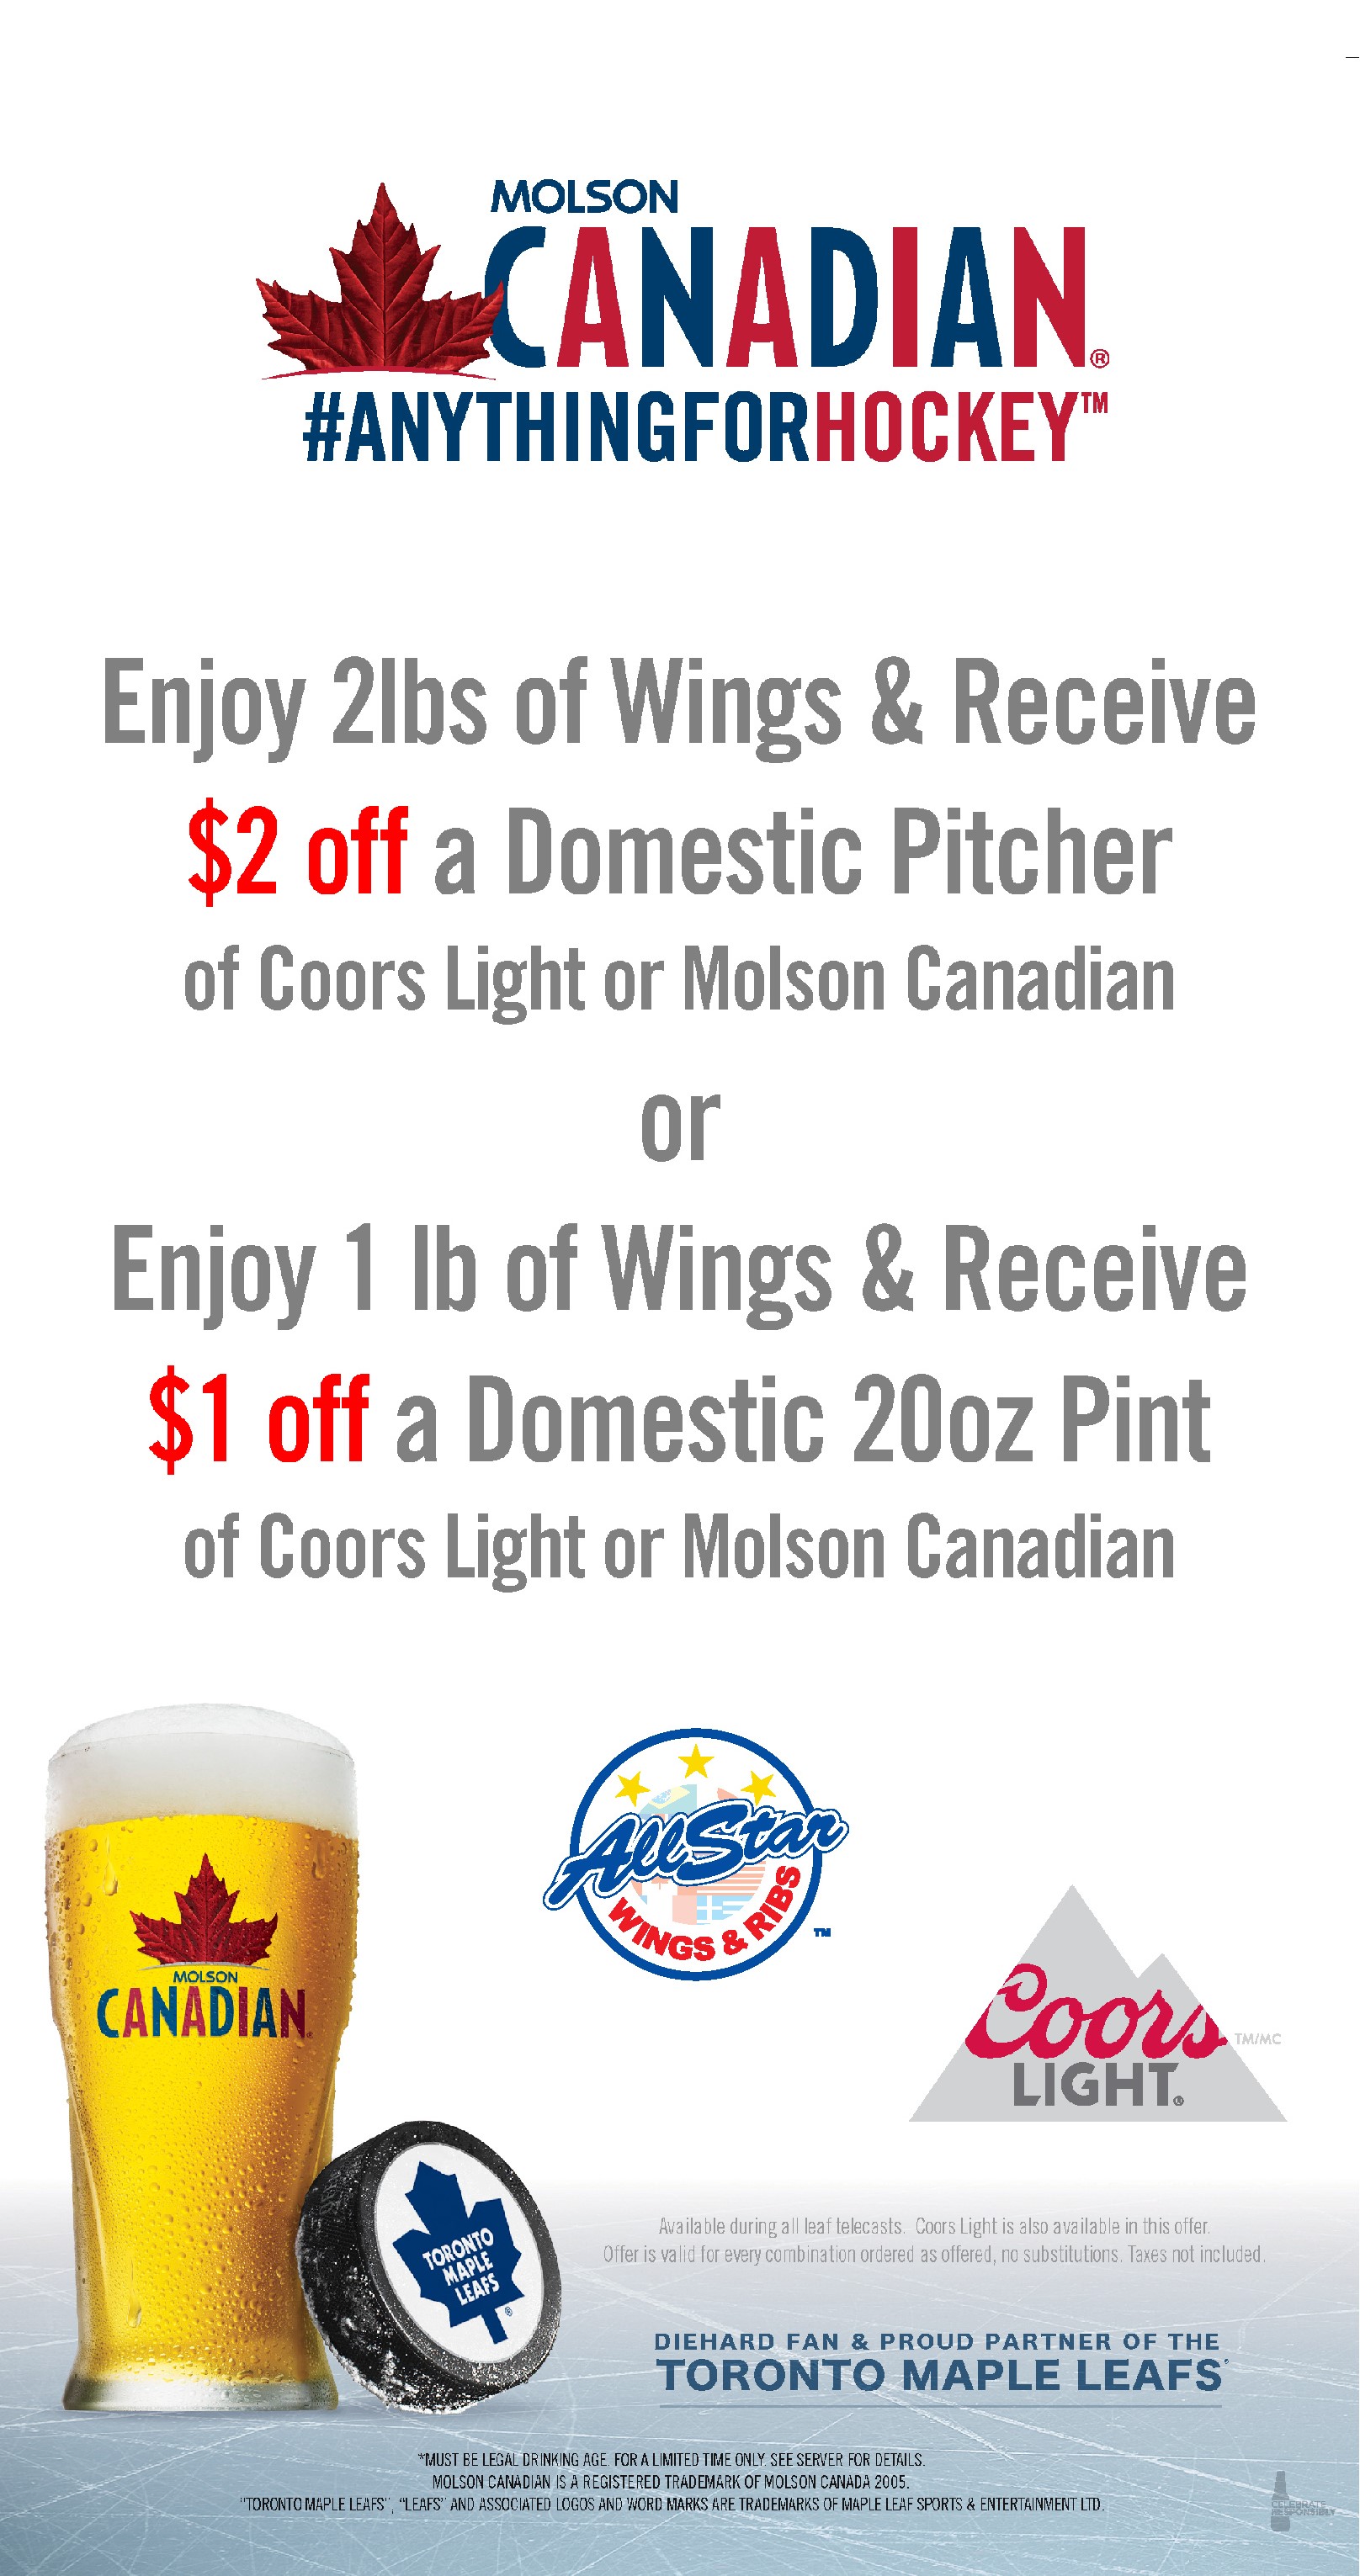 MOLSON
CANADIAN®
#ANYTHINGFORHOCKEY™
Enjoy 2lbs of Wings & Receive
$2 off a Domestic Pitcher
of Coors Light or Molson Canadian
or
Enjoy 1 lb of Wings & Receive
$1 off a Domestic 20oz Pint
of Coors Light or Molson Canadian
AllStar
WINGS & RIBS ™
MOLSON
CANADIAN
Coors TM/MC
LIGHT®
TORONTO
MAPLE
LEAFS
®
Available during all leaf telecasts. Coors Light is also available in this offer.
Offer is valid for every combination ordered as offered, no substitutions. Taxes not included.
DIEHARD FAN & PROUD PARTNER OF THE
TORONTO MAPLE LEAFS®
*MUST BE LEGAL DRINKING AGE. FOR A LIMITED TIME ONLY. SEE SERVER FOR DETAILS.
MOLSON CANADIAN IS A REGISTERED TRADEMARK OF MOLSON CANADA 2005.
"TORONTO MAPLE LEAFS", "LEAFS" AND ASSOCIATED LOGOS AND WORD MARKS ARE TRADEMARKS OF MAPLE LEAF SPORTS & ENTERTAINMENT LTD.
CELEBRATE
RESPONSIBLY